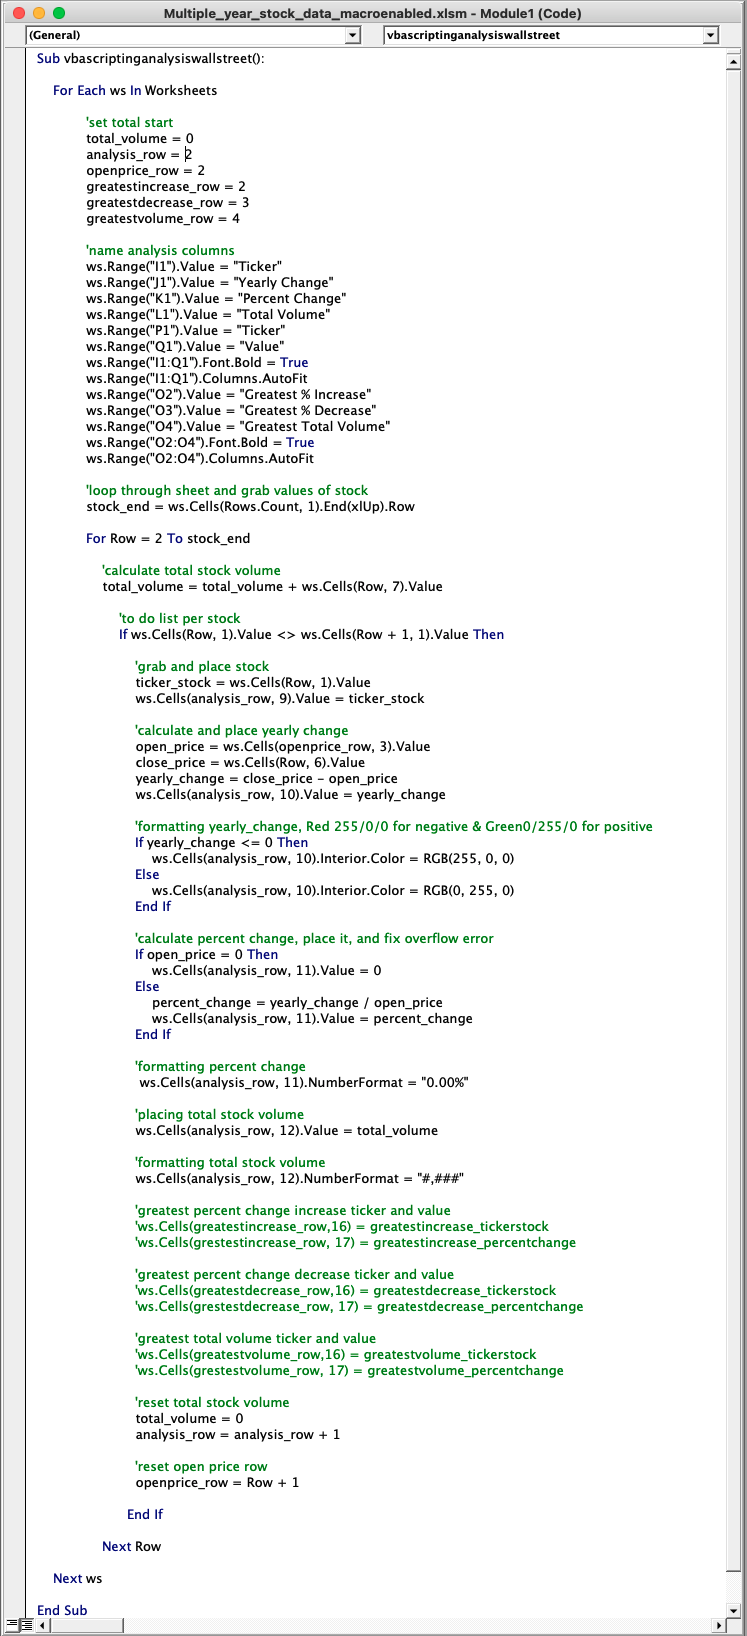 Multiple_year_stock_data_macroenabled.xlsm - Module1 (Code)
(General)
vbascriptinganalysiswallstreet
Sub vbascriptinganalysiswallstreet():
For Each ws In Worksheets
'set total start
total_volume = 0
analysis_row = 2
openprice_row = 2
greatestincrease_row = 2
greatestdecrease_row = 3
greatestvolume_row = 4
'name analysis columns
ws.Range("I1").Value = "Ticker"
ws.Range("J1").Value = "Yearly Change"
ws.Range("K1").Value = "Percent Change"
ws.Range("L1").Value = "Total Volume"
ws.Range("P1").Value = "Ticker"
ws.Range("Q1").Value = "Value"
ws.Range("I1:Q1").Font.Bold = True
ws.Range("I1:Q1").Columns.AutoFit
ws.Range("O2").Value = "Greatest % Increase"
ws.Range("O3").Value = "Greatest % Decrease"
ws.Range("O4").Value = "Greatest Total Volume"
ws.Range("O2:O4").Font.Bold = True
ws.Range("O2:O4").Columns.AutoFit
'loop through sheet and grab values of stock
stock_end = ws.Cells(Rows.Count, 1).End(xlUp).Row
For Row = 2 To stock_end
'calculate total stock volume
total_volume = total_volume + ws.Cells(Row, 7).Value
'to do list per stock
If ws.Cells(Row, 1).Value <> ws.Cells(Row + 1, 1).Value Then
'grab and place stock
ticker_stock = ws.Cells(Row, 1).Value
ws.Cells(analysis_row, 9).Value = ticker_stock
'calculate and place yearly change
open_price = ws.Cells(openprice_row, 3).Value
close_price = ws.Cells(Row, 6).Value
yearly_change = close_price - open_price
ws.Cells(analysis_row, 10).Value = yearly_change
'formatting yearly_change, Red 255/0/0 for negative & Green0/255/0 for positive
If yearly_change <= 0 Then
ws.Cells(analysis_row, 10).Interior.Color = RGB(255, 0, 0)
Else
ws.Cells(analysis_row, 10).Interior.Color = RGB(0, 255, 0)
End If
'calculate percent change, place it, and fix overflow error
If open_price = 0 Then
ws.Cells(analysis_row, 11).Value = 0
Else
percent_change = yearly_change / open_price
ws.Cells(analysis_row, 11).Value = percent_change
End If
'formatting percent change
ws.Cells(analysis_row, 11).NumberFormat = "0.00%"
'placing total stock volume
ws.Cells(analysis_row, 12).Value = total_volume
'formatting total stock volume
ws.Cells(analysis_row, 12).NumberFormat = "#,###"
'greatest percent change increase ticker and value
'ws.Cells(greatestincrease_row,16) = greatestincrease_tickerstock
'ws.Cells(grestestincrease_row, 17) = greatestincrease_percentchange
'greatest percent change decrease ticker and value
'ws.Cells(greatestdecrease_row,16) = greatestdecrease_tickerstock
'ws.Cells(grestestdecrease_row, 17) = greatestdecrease_percentchange
'greatest total volume ticker and value
'ws.Cells(greatestvolume_row,16) = greatestvolume_tickerstock
'ws.Cells(grestestvolume_row, 17) = greatestvolume_percentchange
'reset total stock volume
total_volume = 0
analysis_row = analysis_row + 1
'reset open price row
openprice_row = Row + 1
End If
Next Row
Next ws
End Sub